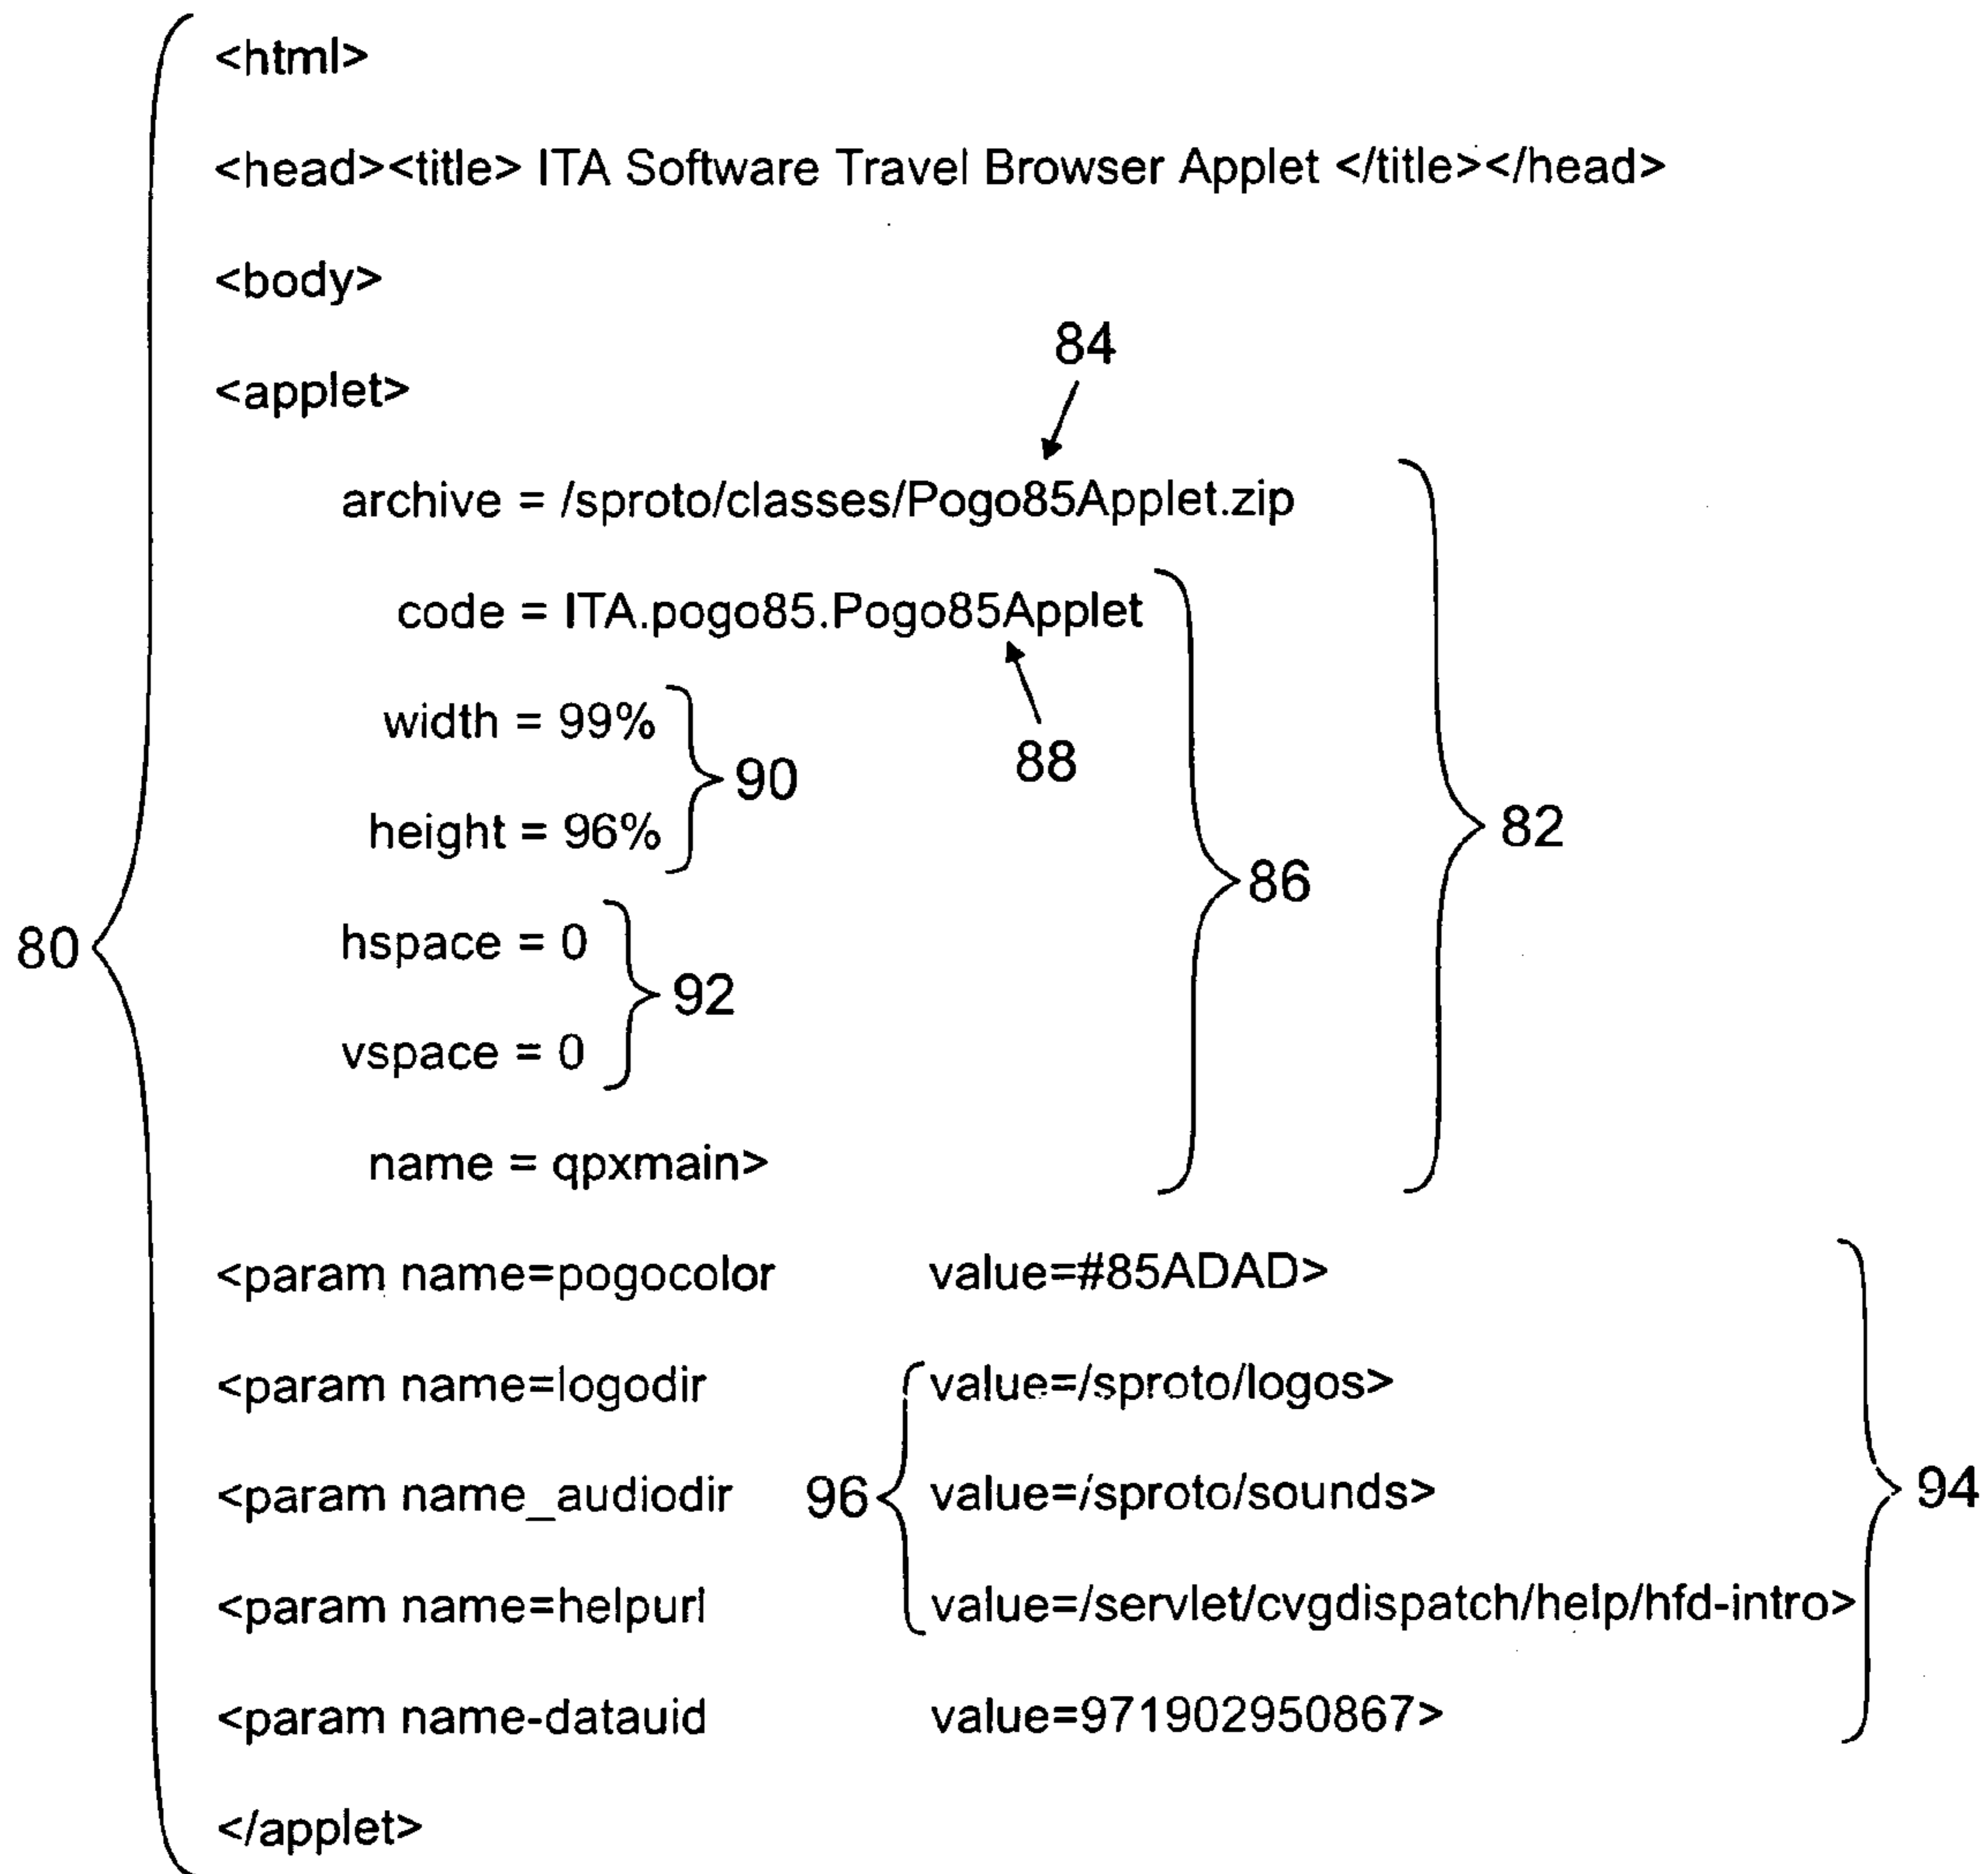 <html>
<head><title> ITA Software Travel Browser Applet </title></head>
<body>
84
<applet>
archive = /sproto/classes/Pogo85Applet.zip
code = ITA.pogo85.Pogo85Applet
width = 99%
90
88
height = 96%
82
86
80
hspace = 0
92
vspace = 0
name = qpxmain>
<param name=pogocolor value=#85ADAD>
<param name=logodir value=/sproto/logos>
<param name_audiodir 96 value=/sproto/sounds>
94
<param name=helpurl value=/servlet/cvgdispatch/help/hfd-intro>
<param name-datauid value=971902950867>
</applet>